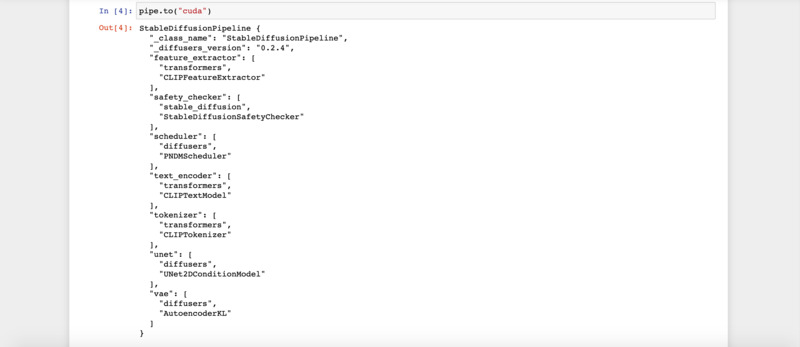 In [4]: pipe.to("cuda")
Out[4]: StableDiffusionPipeline {
  "_class_name": "StableDiffusionPipeline",
  "_diffusers_version": "0.2.4",
  "feature_extractor": [
    "transformers",
    "CLIPFeatureExtractor"
  ],
  "safety_checker": [
    "stable_diffusion",
    "StableDiffusionSafetyChecker"
  ],
  "scheduler": [
    "diffusers",
    "PNDMScheduler"
  ],
  "text_encoder": [
    "transformers",
    "CLIPTextModel"
  ],
  "tokenizer": [
    "transformers",
    "CLIPTokenizer"
  ],
  "unet": [
    "diffusers",
    "UNet2DConditionModel"
  ],
  "vae": [
    "diffusers",
    "AutoencoderKL"
  ]
}